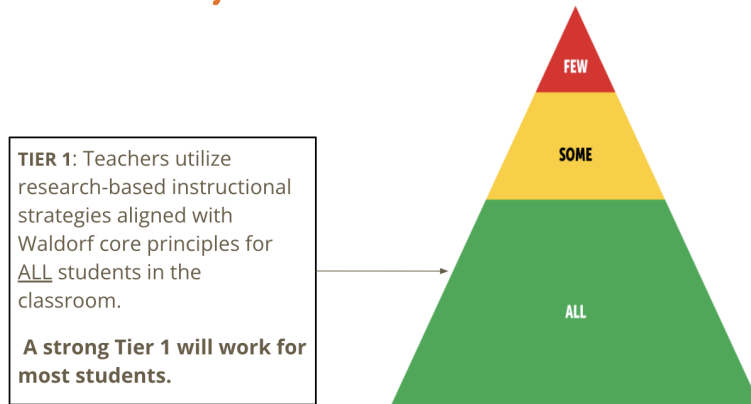 TIER 1: Teachers utilize
research-based instructional
strategies aligned with
Waldorf core principles for
ALL students in the
classroom.
A strong Tier 1 will work for
most students.
FEW
SOME
ALL